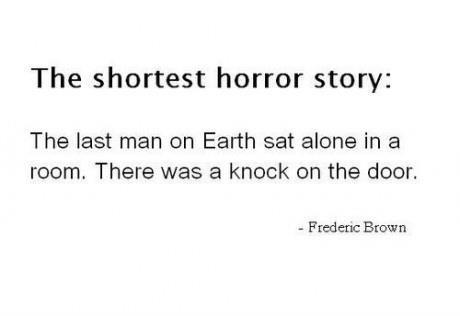 The shortest horror story:
The last man on Earth sat alone in a
room. There was a knock on the door.
- Frederic Brown